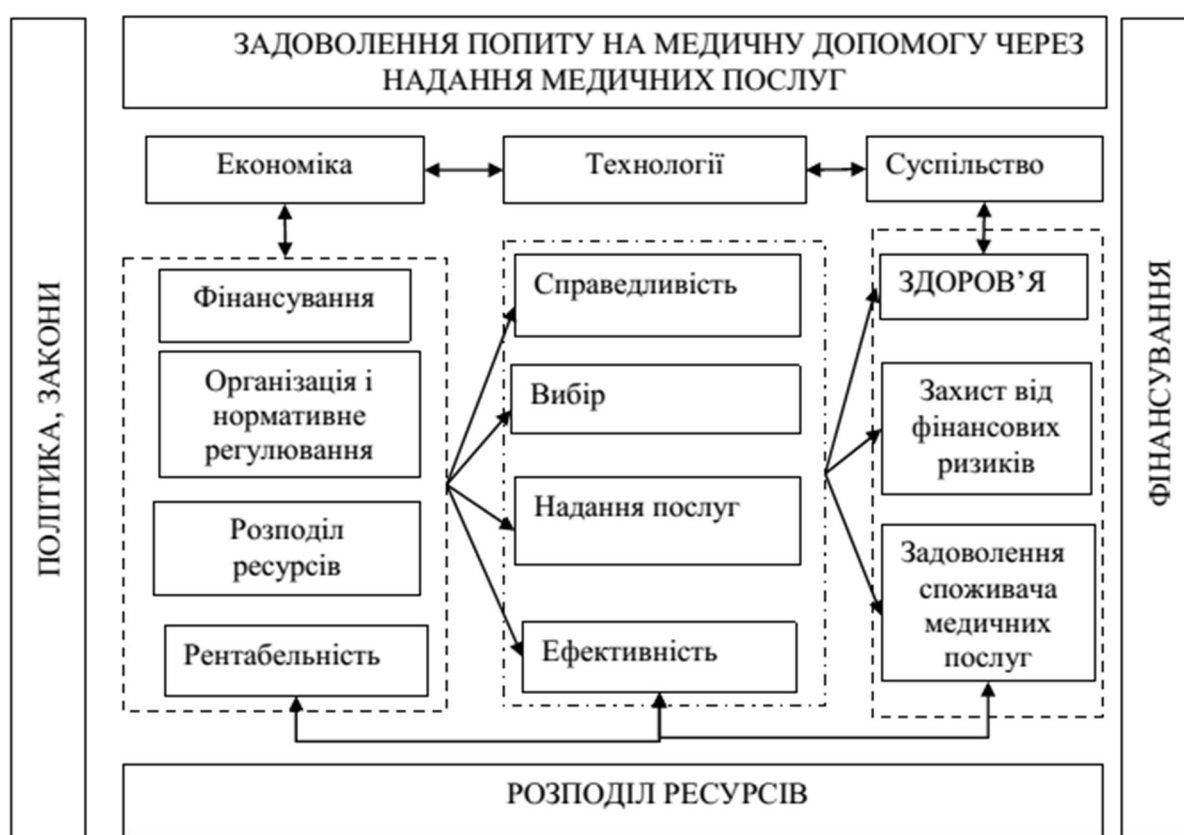 ЗАДОВОЛЕННЯ ПОПИТУ НА МЕДИЧНУ ДОПОМОГУ ЧЕРЕЗ
НАДАННЯ МЕДИЧНИХ ПОСЛУГ
ПОЛІТИКА, ЗАКОНИ
Економіка
Технології
Суспільство
Фінансування
Організація і
нормативне
регулювання
Розподіл
ресурсів
Рентабельність
Справедливість
Вибір
Надання послуг
Ефективність
ЗДОРОВ’Я
Захист від
фінансових
ризиків
Задоволення
споживача
медичних
послуг
ФІНАНСУВАННЯ
РОЗПОДІЛ РЕСУРСІВ